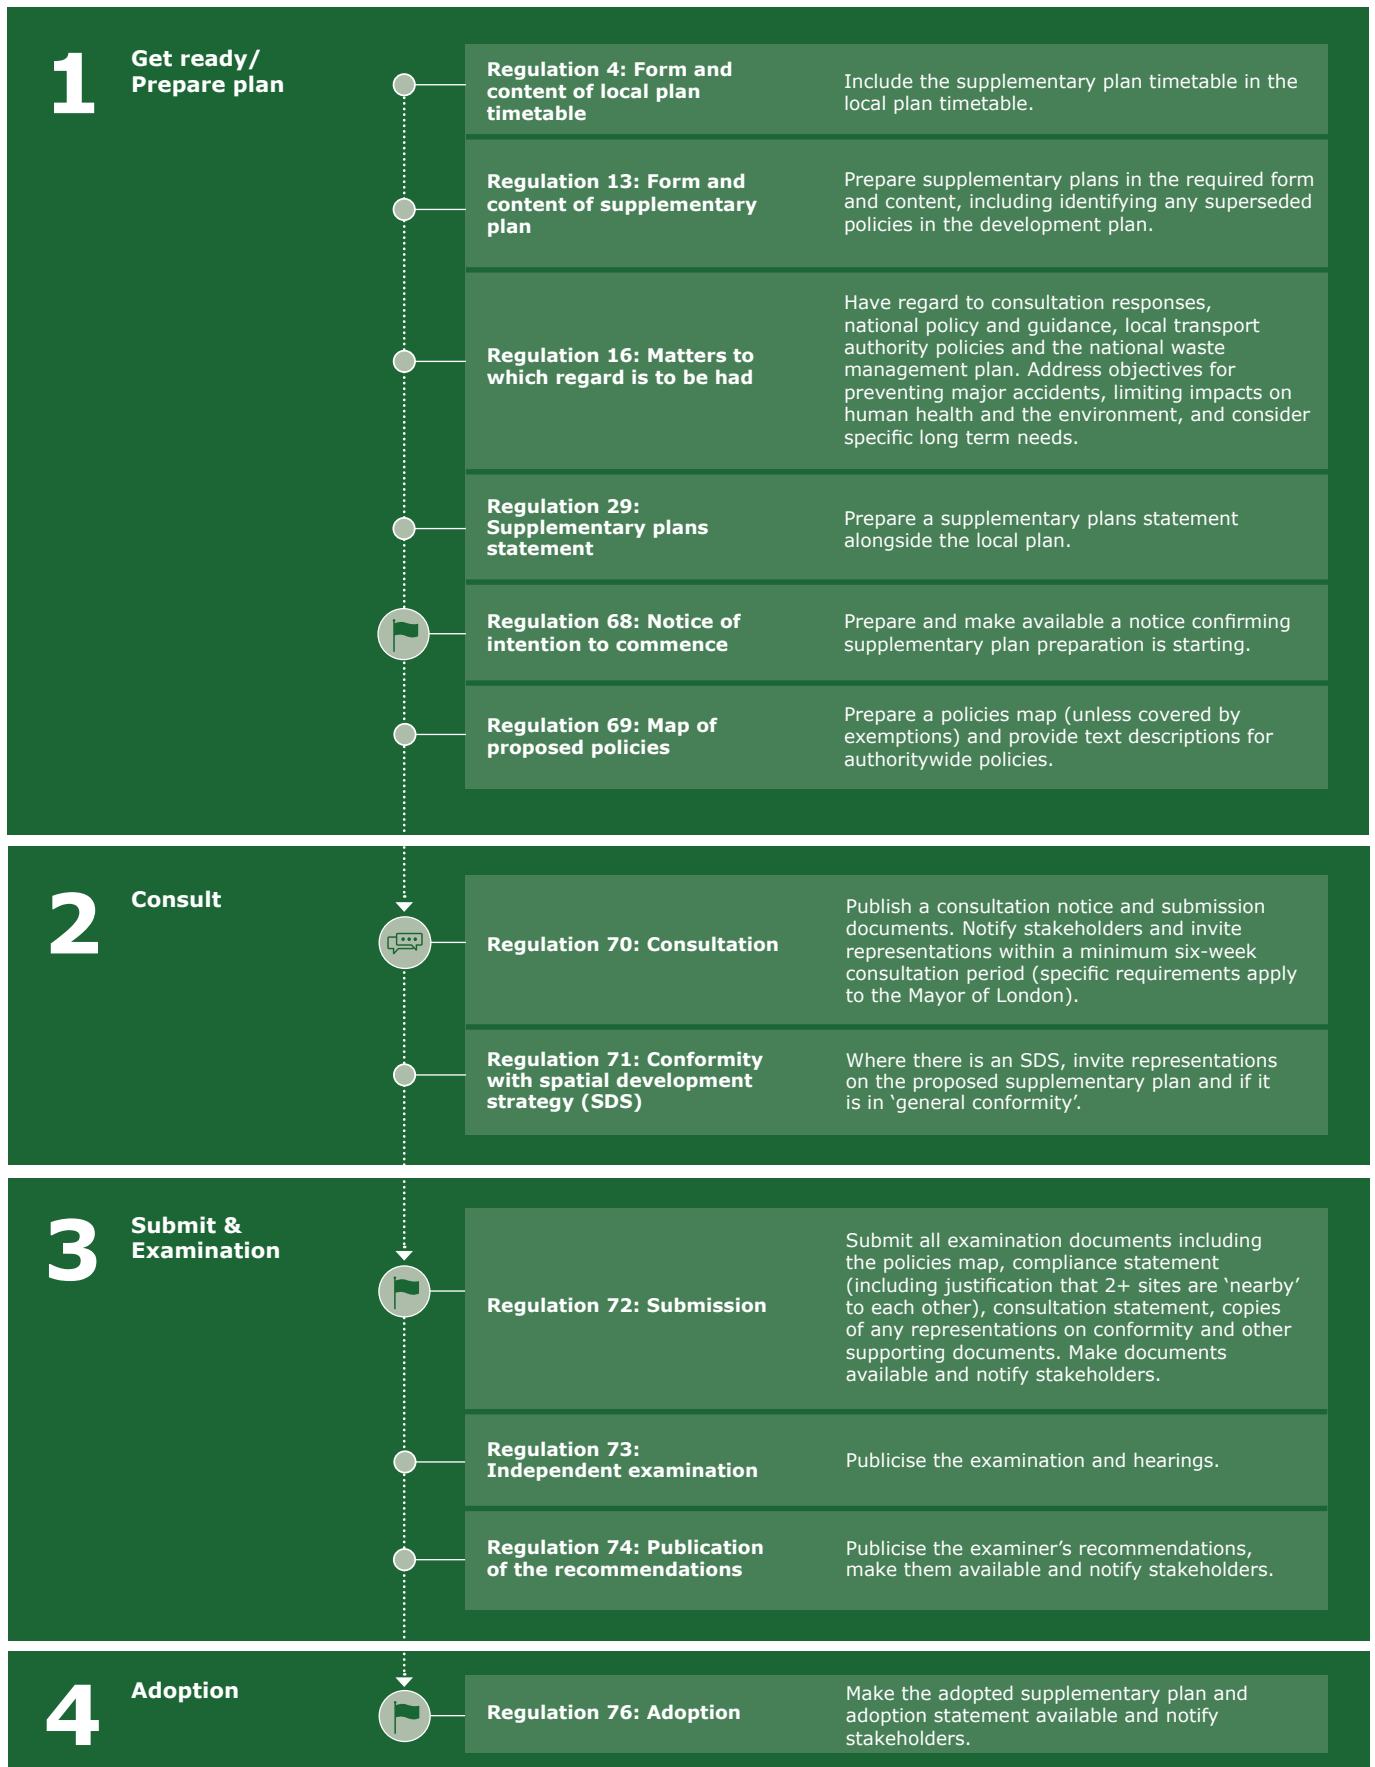 1
Get ready/
Prepare plan
Regulation 4: Form and
content of local plan
timetable
Include the supplementary plan timetable in the
local plan timetable.
Regulation 13: Form and
content of supplementary
plan
Prepare supplementary plans in the required form
and content, including identifying any superseded
policies in the development plan.
Regulation 16: Matters to
which regard is to be had
Have regard to consultation responses,
national policy and guidance, local transport
authority policies and the national waste
management plan. Address objectives for
preventing major accidents, limiting impacts on
human health and the environment, and consider
specific long term needs.
Regulation 29:
Supplementary plans
statement
Prepare a supplementary plans statement
alongside the local plan.
Regulation 68: Notice of
intention to commence
Prepare and make available a notice confirming
supplementary plan preparation is starting.
Regulation 69: Map of
proposed policies
Prepare a policies map (unless covered by
exemptions) and provide text descriptions for
authoritywide policies.
2
Consult
Regulation 70: Consultation
Publish a consultation notice and submission
documents. Notify stakeholders and invite
representations within a minimum six-week
consultation period (specific requirements apply
to the Mayor of London).
Regulation 71: Conformity
with spatial development
strategy (SDS)
Where there is an SDS, invite representations
on the proposed supplementary plan and if it
is in ‘general conformity’.
3
Submit &
Examination
Regulation 72: Submission
Submit all examination documents including
the policies map, compliance statement
(including justification that 2+ sites are ‘nearby’
to each other), consultation statement, copies
of any representations on conformity and other
supporting documents. Make documents
available and notify stakeholders.
Regulation 73:
Independent examination
Publicise the examination and hearings.
Regulation 74: Publication
of the recommendations
Publicise the examiner’s recommendations,
make them available and notify stakeholders.
4
Adoption
Regulation 76: Adoption
Make the adopted supplementary plan and
adoption statement available and notify
stakeholders.